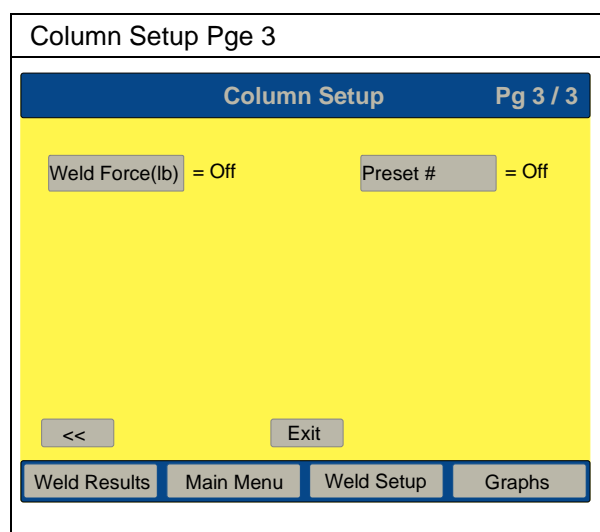 Column Setup Pge 3
Column Setup Pg 3 / 3
Weld Force(lb) = Off Preset # = Off
<< Exit
Weld Results Main Menu Weld Setup Graphs